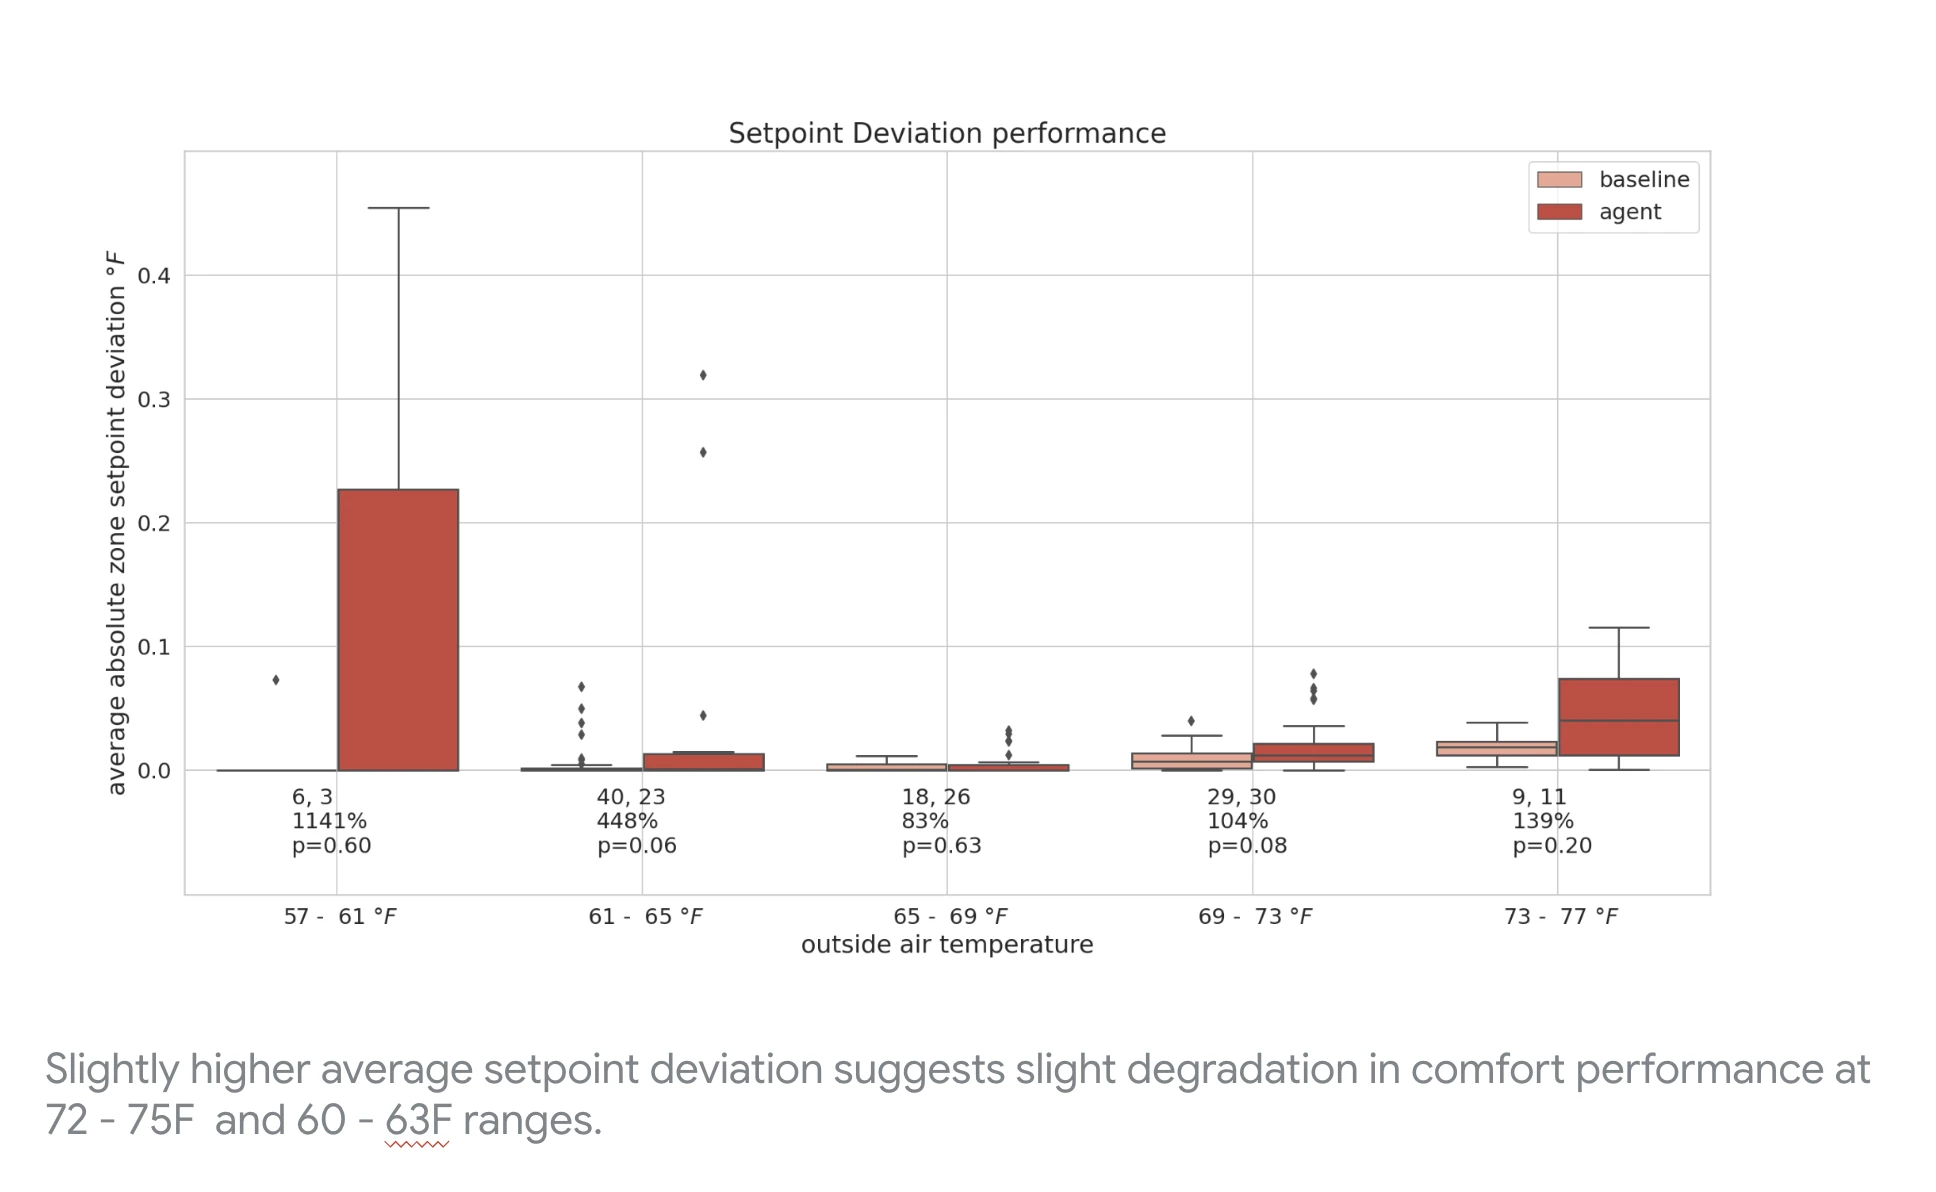 Setpoint Deviation performance
baseline
agent
average absolute zone setpoint deviation °F
0.4
0.3
0.2
0.1
0.0
6, 3
1141%
p=0.60
40, 23
448%
p=0.06
18, 26
83%
p=0.63
29, 30
104%
p=0.08
9, 11
139%
p=0.20
57 - 61 °F
61 - 65 °F
65 - 69 °F
69 - 73 °F
73 - 77 °F
outside air temperature
Slightly higher average setpoint deviation suggests slight degradation in comfort performance at
72 - 75F and 60 - 63F ranges.